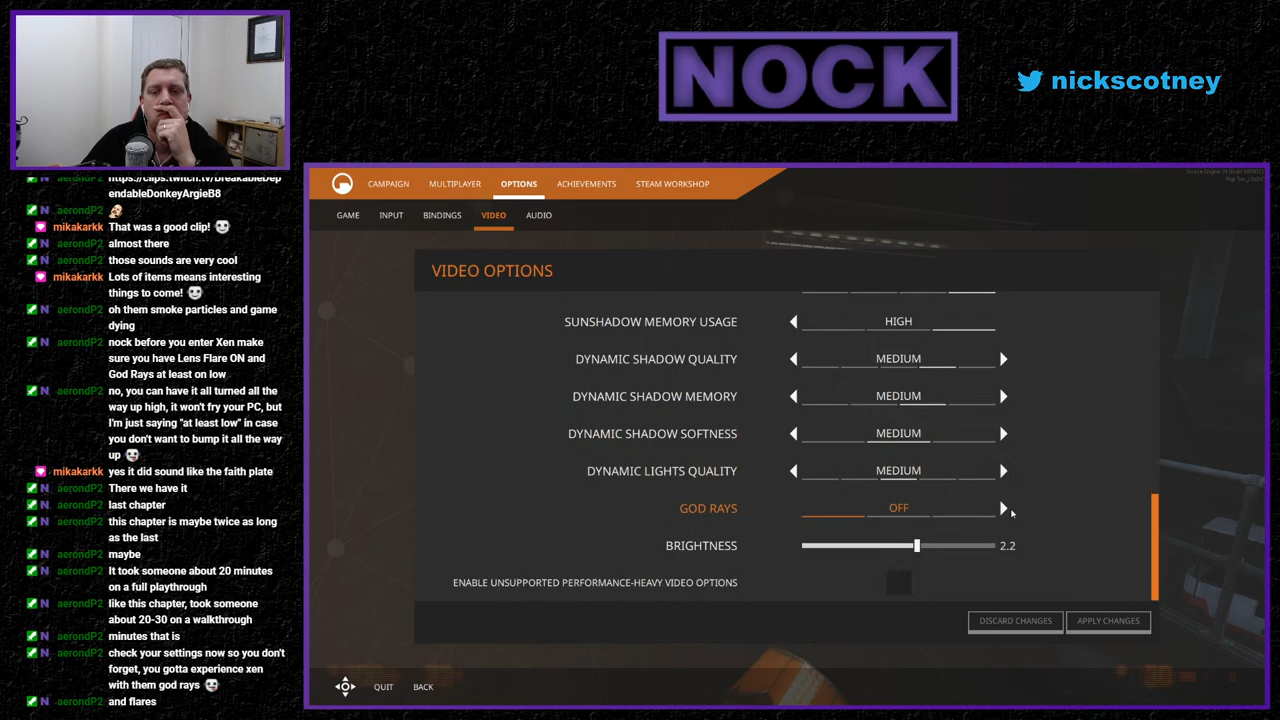 NOCK
nickscotney
https://clips.twitch.tv/BreakableDep
endableDonkeyArgieB8
aerondP2
mikakarkk That was a good clip!
aerondP2 almost there
aerondP2 those sounds are very cool
mikakarkk Lots of items means interesting
things to come!
aerondP2 oh them smoke particles and game
dying
aerondP2 nock before you enter Xen make
sure you have Lens Flare ON and
God Rays at least on low
aerondP2 no, you can have it all turned all the
way up high, it won't fry your PC, but
I'm just saying "at least low" in case
you don't want to bump it all the way
up
mikakarkk yes it did sound like the faith plate
aerondP2 There we have it
aerondP2 last chapter
aerondP2 this chapter is maybe twice as long
as the last
aerondP2 maybe
aerondP2 It took someone about 20 minutes
on a full playthrough
aerondP2 like this chapter, took someone
about 20-30 on a walkthrough
aerondP2 minutes that is
aerondP2 check your settings now so you don't
forget, you gotta experience xen
with them god rays
aerondP2 and flares
CAMPAIGN MULTIPLAYER OPTIONS ACHIEVEMENTS STEAM WORKSHOP
GAME INPUT BINDINGS VIDEO AUDIO
VIDEO OPTIONS
SUNSHADOW MEMORY USAGE HIGH
DYNAMIC SHADOW QUALITY MEDIUM
DYNAMIC SHADOW MEMORY MEDIUM
DYNAMIC SHADOW SOFTNESS MEDIUM
DYNAMIC LIGHTS QUALITY MEDIUM
GOD RAYS OFF
BRIGHTNESS 2.2
ENABLE UNSUPPORTED PERFORMANCE-HEAVY VIDEO OPTIONS
DISCARD CHANGES APPLY CHANGES
QUIT BACK